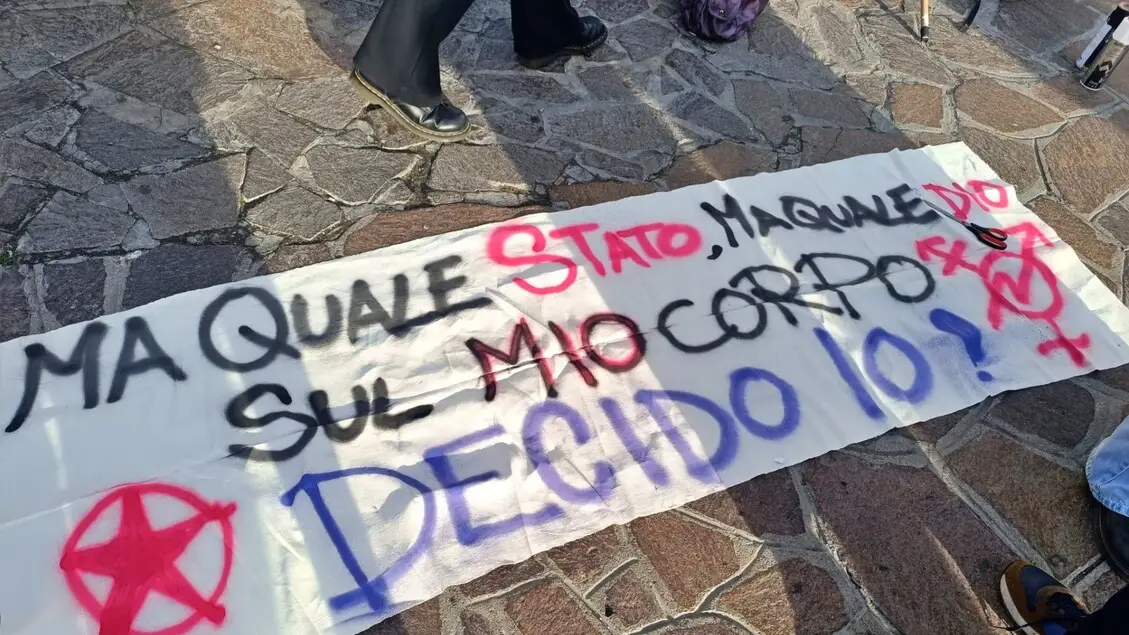 MA QUALE STATO, MA QUALE DIO
SUL MIO CORPO
DECIDO IO?